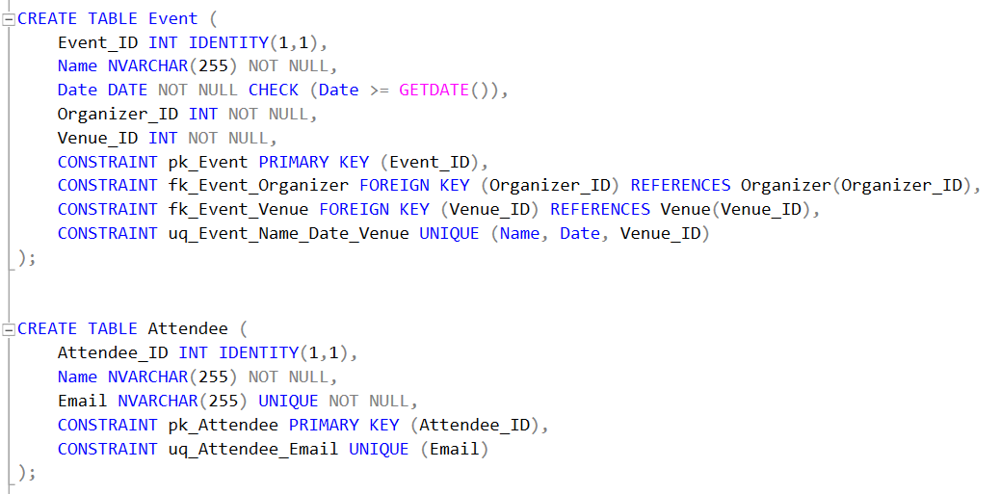 CREATE TABLE Event (
Event_ID INT IDENTITY(1,1),
Name NVARCHAR(255) NOT NULL,
Date DATE NOT NULL CHECK (Date >= GETDATE()),
Organizer_ID INT NOT NULL,
Venue_ID INT NOT NULL,
CONSTRAINT pk_Event PRIMARY KEY (Event_ID),
CONSTRAINT fk_Event_Organizer FOREIGN KEY (Organizer_ID) REFERENCES Organizer(Organizer_ID),
CONSTRAINT fk_Event_Venue FOREIGN KEY (Venue_ID) REFERENCES Venue(Venue_ID),
CONSTRAINT uq_Event_Name_Date_Venue UNIQUE (Name, Date, Venue_ID)
);
CREATE TABLE Attendee (
Attendee_ID INT IDENTITY(1,1),
Name NVARCHAR(255) NOT NULL,
Email NVARCHAR(255) UNIQUE NOT NULL,
CONSTRAINT pk_Attendee PRIMARY KEY (Attendee_ID),
CONSTRAINT uq_Attendee_Email UNIQUE (Email)
);